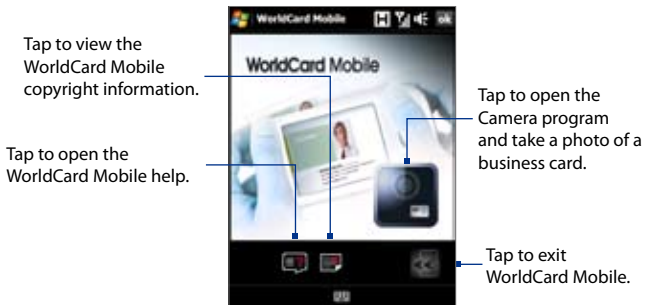 Tap to view the
WorldCard Mobile
copyright information.
Tap to open the
WorldCard Mobile help.
WorldCard Mobile
ok
WorldCard Mobile
Tap to open the
Camera program
and take a photo of a
business card.
Tap to exit
WorldCard Mobile.